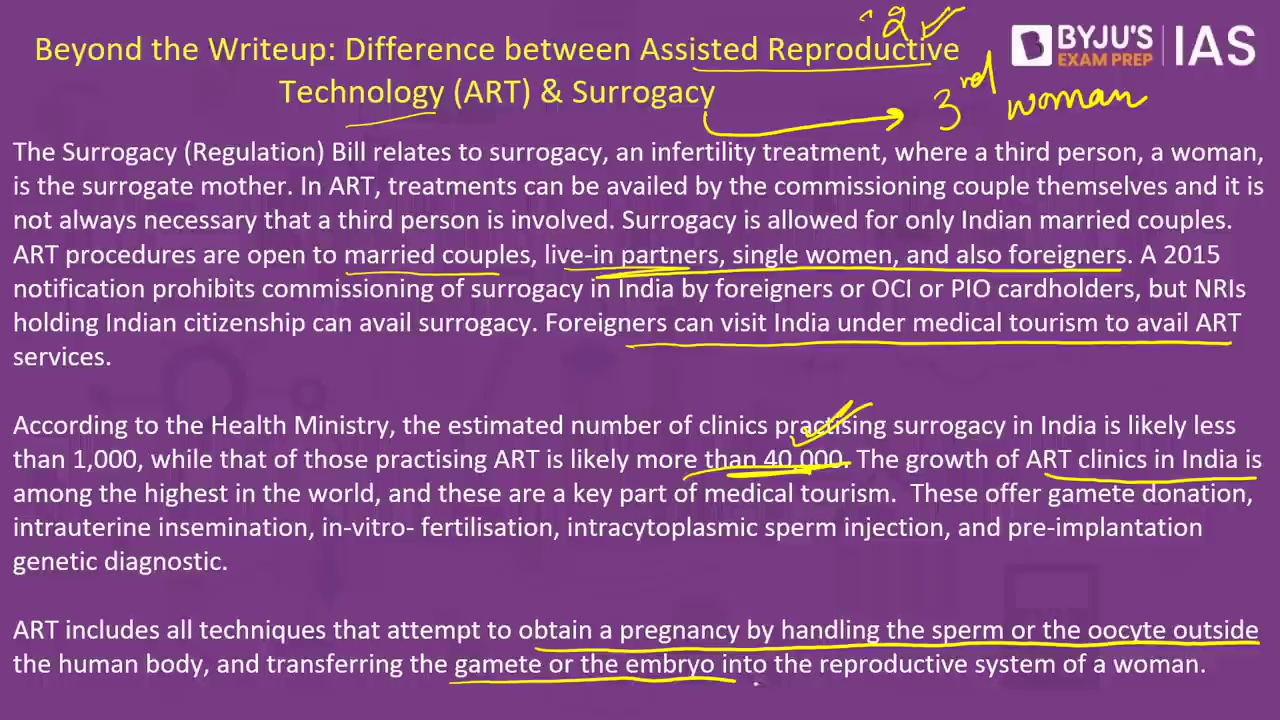 Beyond the Writeup: Difference between Assisted Reproductive
Technology (ART) & Surrogacy
2
3rd woman
BYJU'S
EXAM PREP
IAS
The Surrogacy (Regulation) Bill relates to surrogacy, an infertility treatment, where a third person, a woman,
is the surrogate mother. In ART, treatments can be availed by the commissioning couple themselves and it is
not always necessary that a third person is involved. Surrogacy is allowed for only Indian married couples.
ART procedures are open to married couples, live-in partners, single women, and also foreigners. A 2015
notification prohibits commissioning of surrogacy in India by foreigners or OCI or PIO cardholders, but NRIs
holding Indian citizenship can avail surrogacy. Foreigners can visit India under medical tourism to avail ART
services.
According to the Health Ministry, the estimated number of clinics practising surrogacy in India is likely less
than 1,000, while that of those practising ART is likely more than 40,000. The growth of ART clinics in India is
among the highest in the world, and these are a key part of medical tourism. These offer gamete donation,
intrauterine insemination, in-vitro- fertilisation, intracytoplasmic sperm injection, and pre-implantation
genetic diagnostic.
ART includes all techniques that attempt to obtain a pregnancy by handling the sperm or the oocyte outside
the human body, and transferring the gamete or the embryo into the reproductive system of a woman.